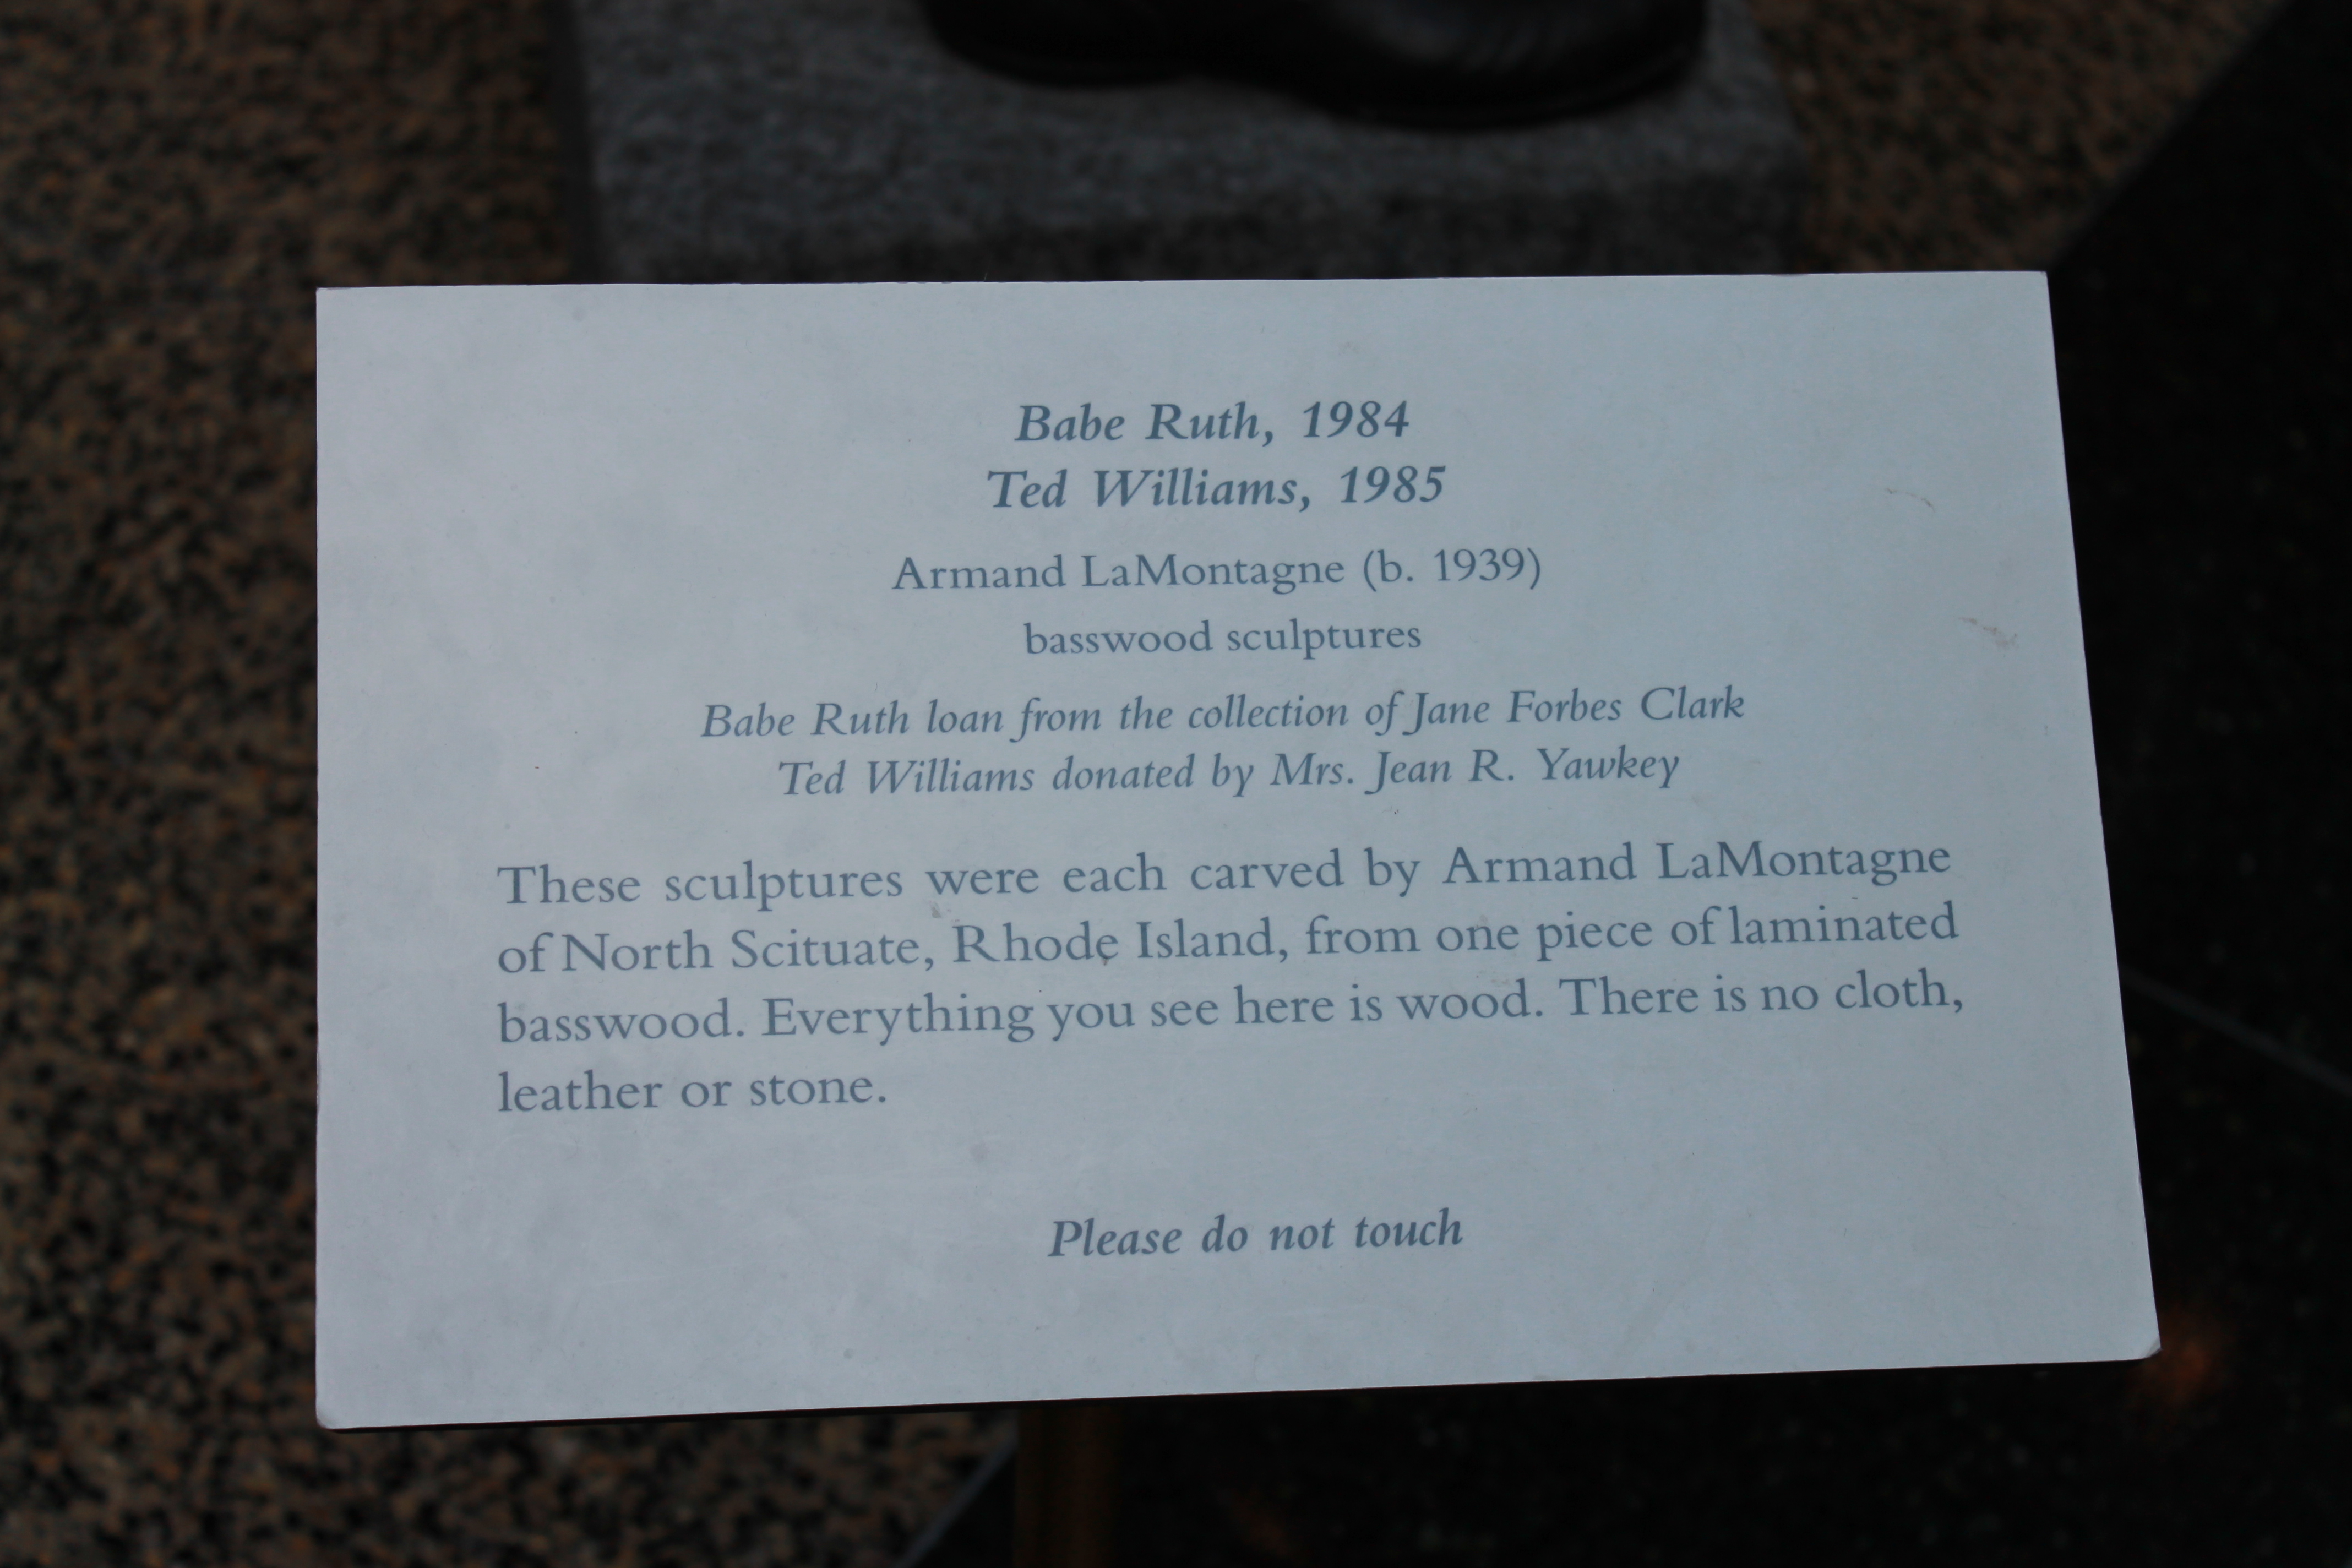 Babe Ruth, 1984
Ted Williams, 1985
Armand LaMontagne (b. 1939)
basswood sculptures
Babe Ruth loan from the collection of Jane Forbes Clark
Ted Williams donated by Mrs. Jean R. Yawkey
These sculptures were each carved by Armand LaMontagne
of North Scituate, Rhode Island, from one piece of laminated
basswood. Everything you see here is wood. There is no cloth,
leather or stone.
Please do not touch